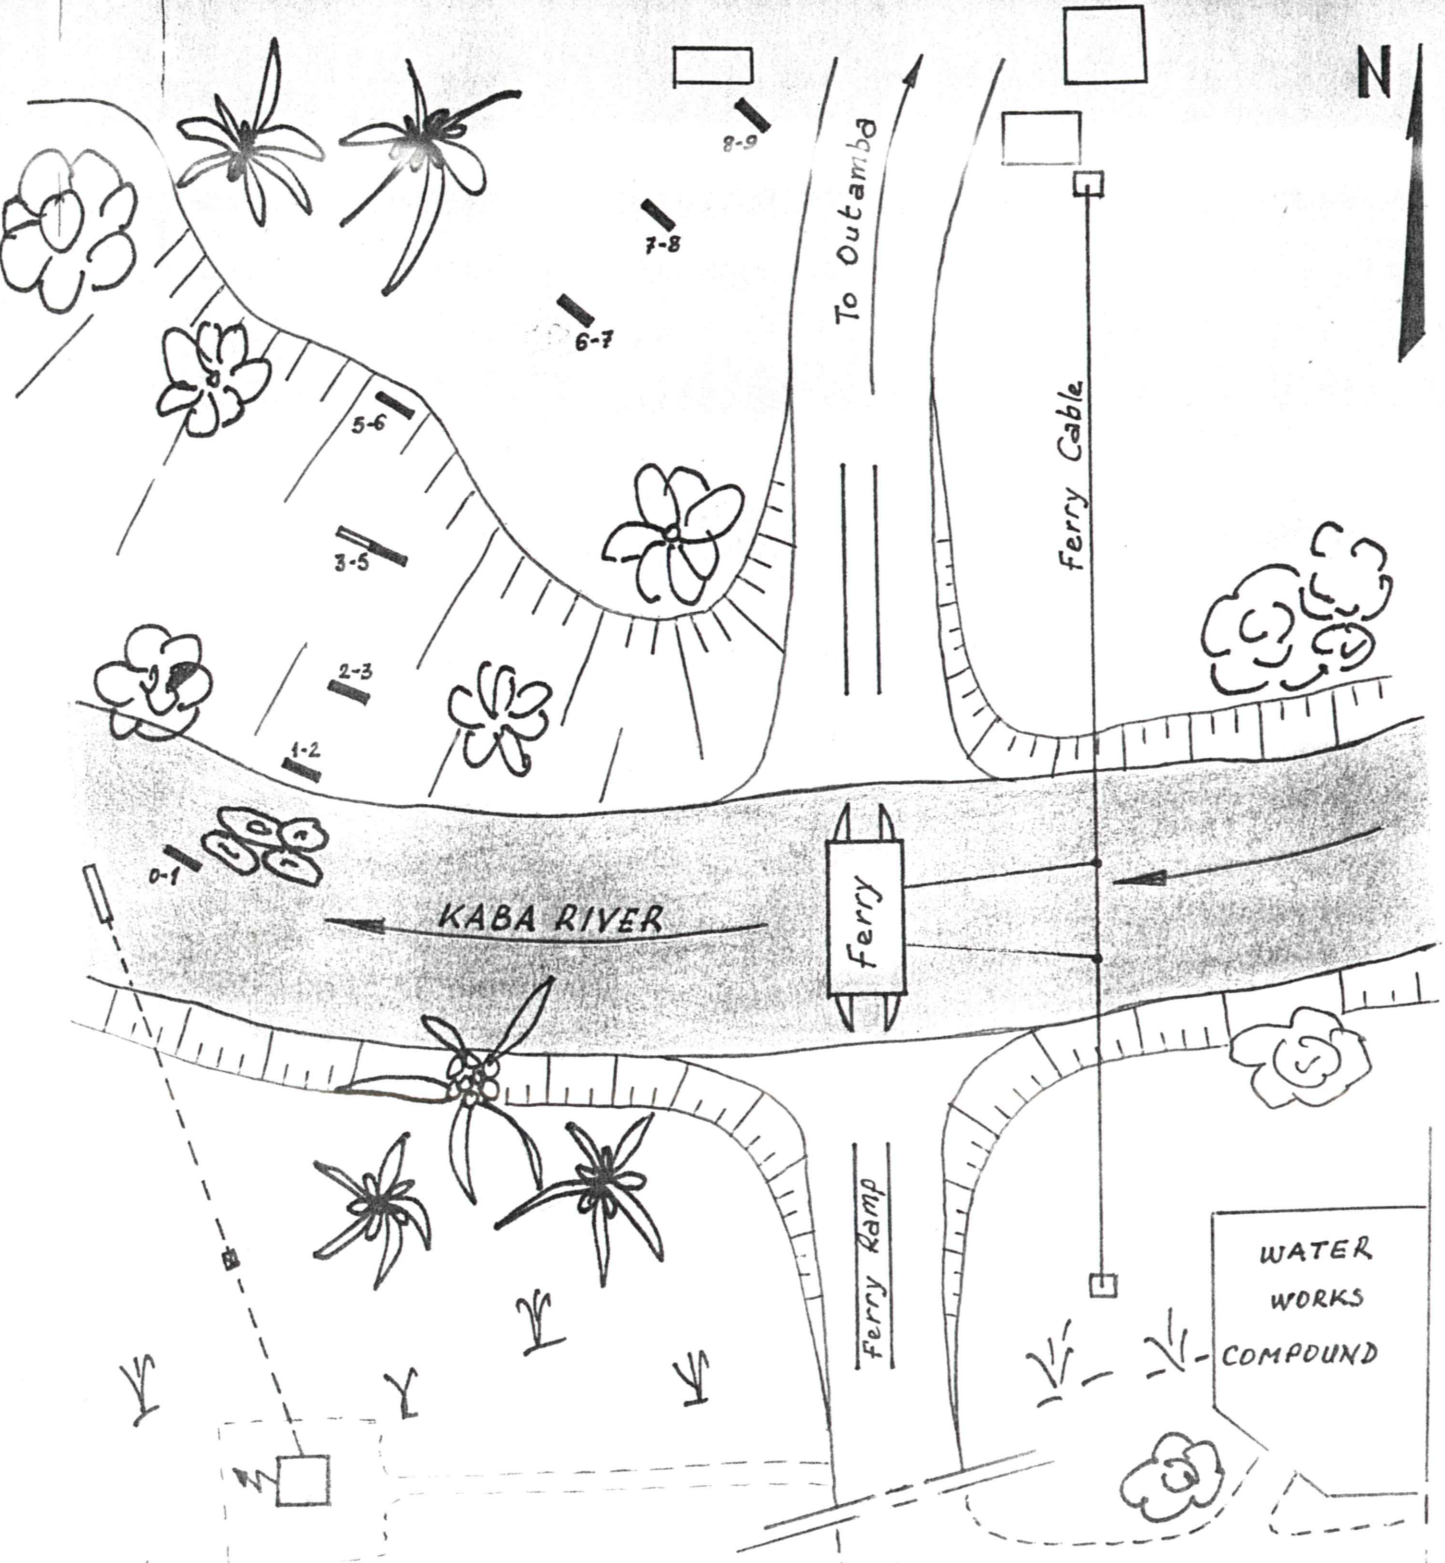 N
8-9
To Outamba
7-8
6-7
Ferry Cable
5-6
3-5
2-3
1-2
0-1
KABA RIVER
Ferry
Ferry Ramp
WATER
WORKS
COMPOUND